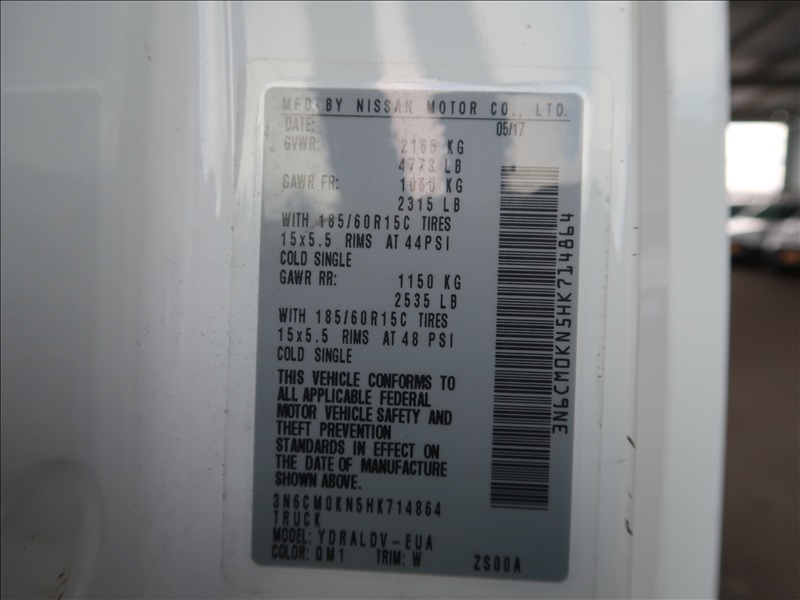 MFD. BY NISSAN MOTOR CO., LTD.
DATE: 05/17
GVWR: 2165 KG
4773 LB
GAWR FR: 1050 KG
2315 LB
WITH 185/60R15C TIRES
15x5.5 RIMS AT 44PSI
COLD SINGLE
GAWR RR: 1150 KG
2535 LB
WITH 185/60R15C TIRES
15x5.5 RIMS AT 48 PSI
COLD SINGLE
THIS VEHICLE CONFORMS TO
ALL APPLICABLE FEDERAL
MOTOR VEHICLE SAFETY AND
THEFT PREVENTION
STANDARDS IN EFFECT ON
THE DATE OF MANUFACTURE
SHOWN ABOVE.
3N6CM0KN5HK714864
TRUCK
MODEL: YDRALDV-EUA
COLOR: QM1 TRIM: W ZS00A
3N6CM0KN5HK714864